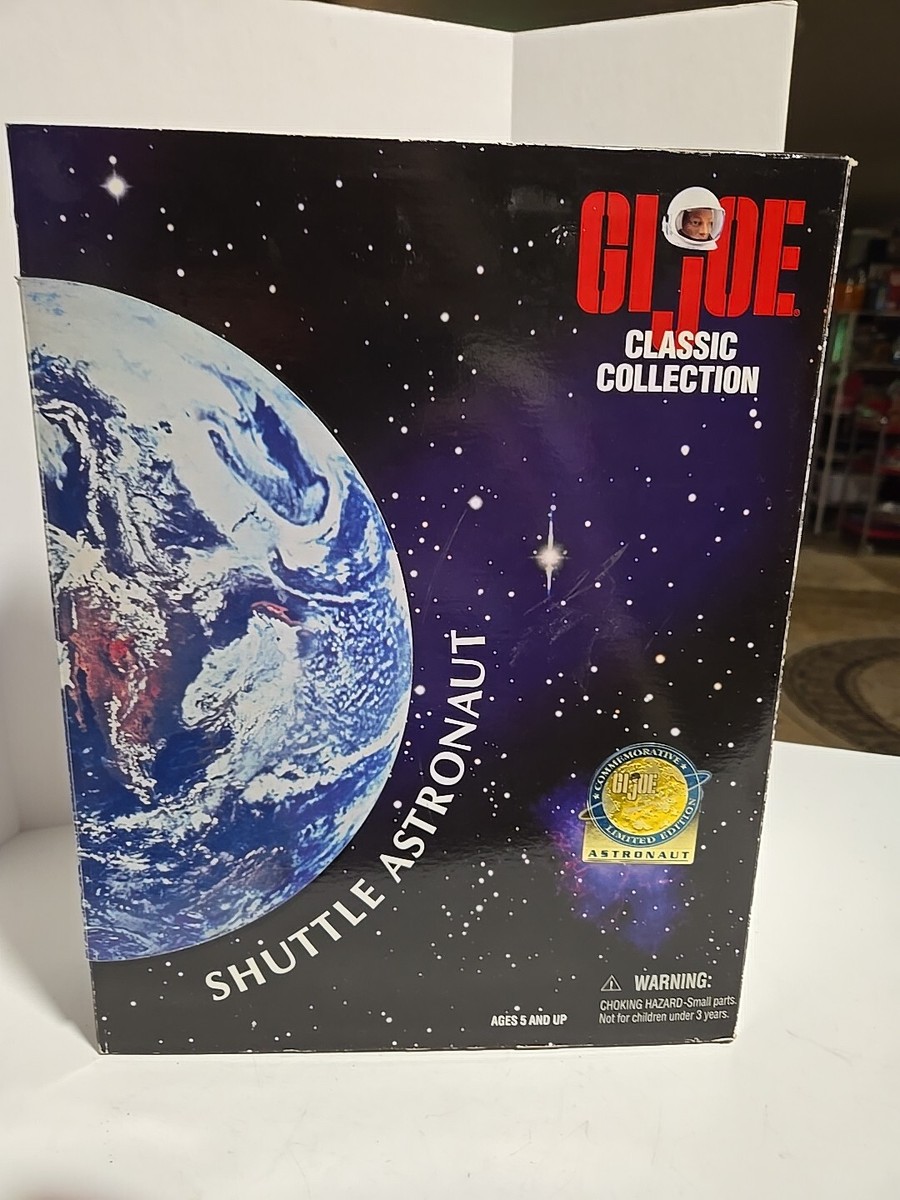 GI JOE®
CLASSIC
COLLECTION
SHUTTLE ASTRONAUT
★ COMMEMORATIVE ★
GI JOE
LIMITED EDITION
ASTRONAUT
⚠ WARNING:
CHOKING HAZARD-Small parts.
Not for children under 3 years.
AGES 5 AND UP